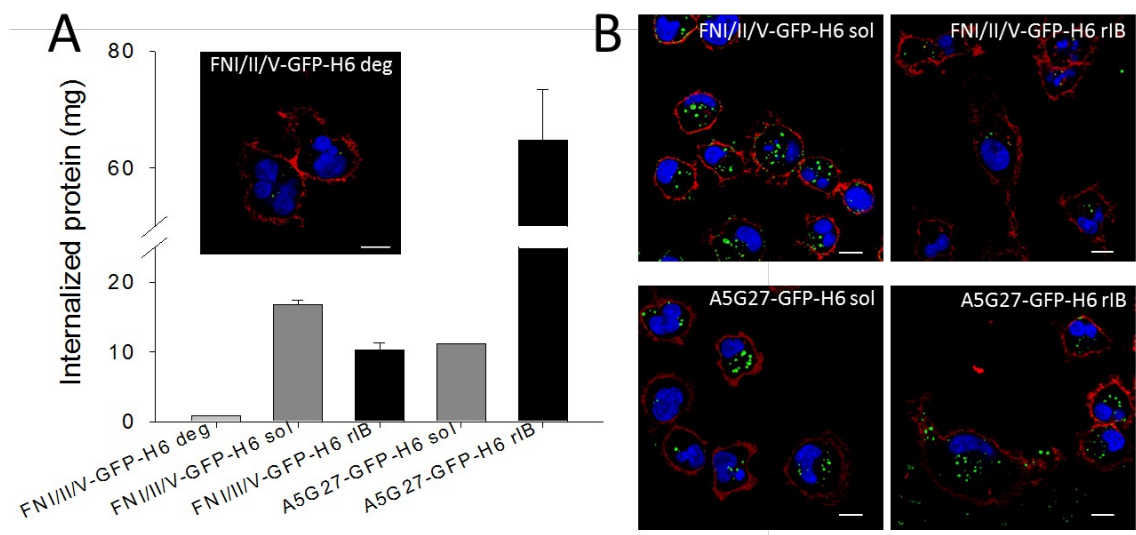 A
Internalized protein (mg)
80
60
20
10
0
FNI/II/V-GFP-H6 deg
FNI/II/V-GFP-H6 deg
FNI/II/V-GFP-H6 sol
FNI/II/V-GFP-H6 rIB
A5G27-GFP-H6 sol
A5G27-GFP-H6 rIB
B
FNI/II/V-GFP-H6 sol
FNI/II/V-GFP-H6 rIB
A5G27-GFP-H6 sol
A5G27-GFP-H6 rIB